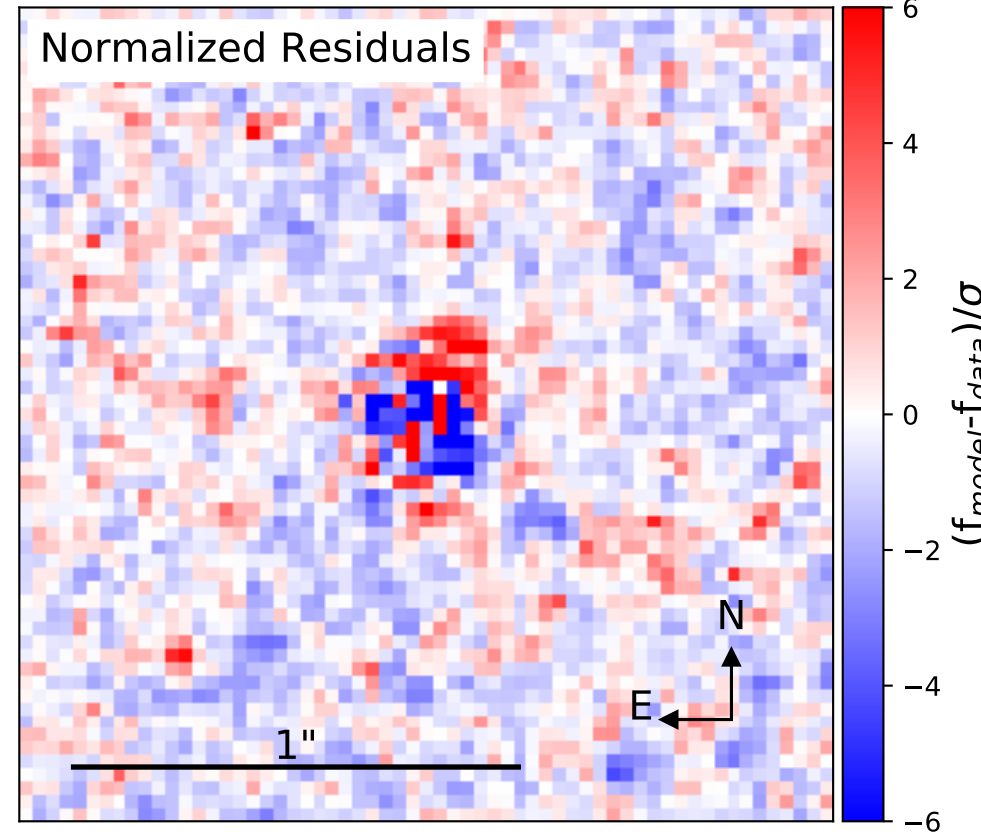 Normalized Residuals
6
4
2
0
−2
−4
−6
(f_model-f_data)/σ
N
E
1"